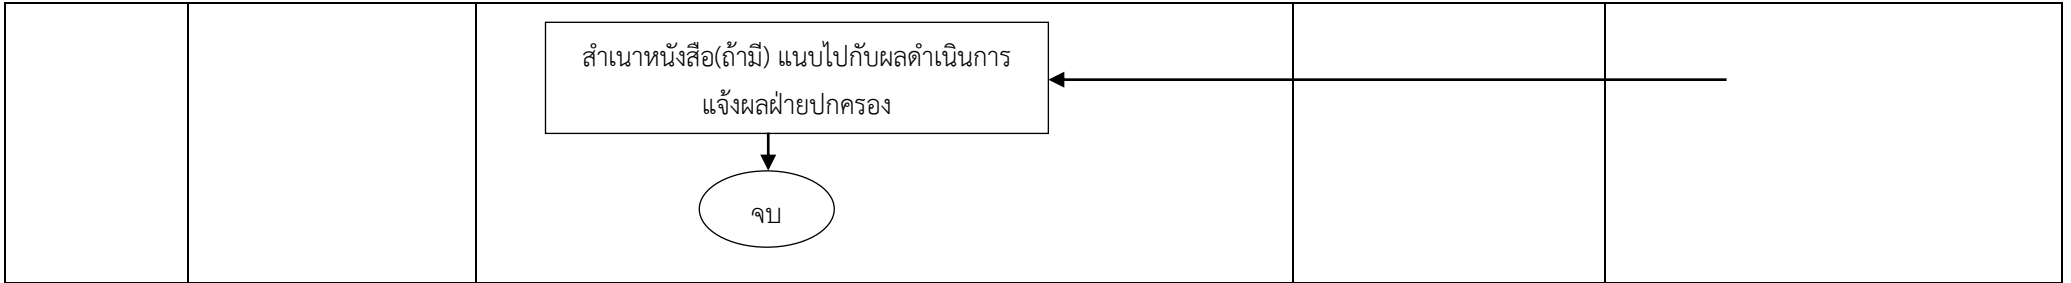 สำเนาหนังสือ(ถ้ามี) แนบไปกับผลดำเนินการ
แจ้งผลฝ่ายปกครอง
จบ